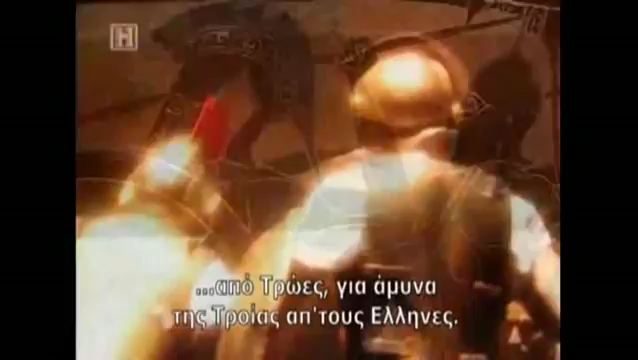 H
...από Τρώες, για άμυνα
της Τροίας απ'τους Ελληνες.